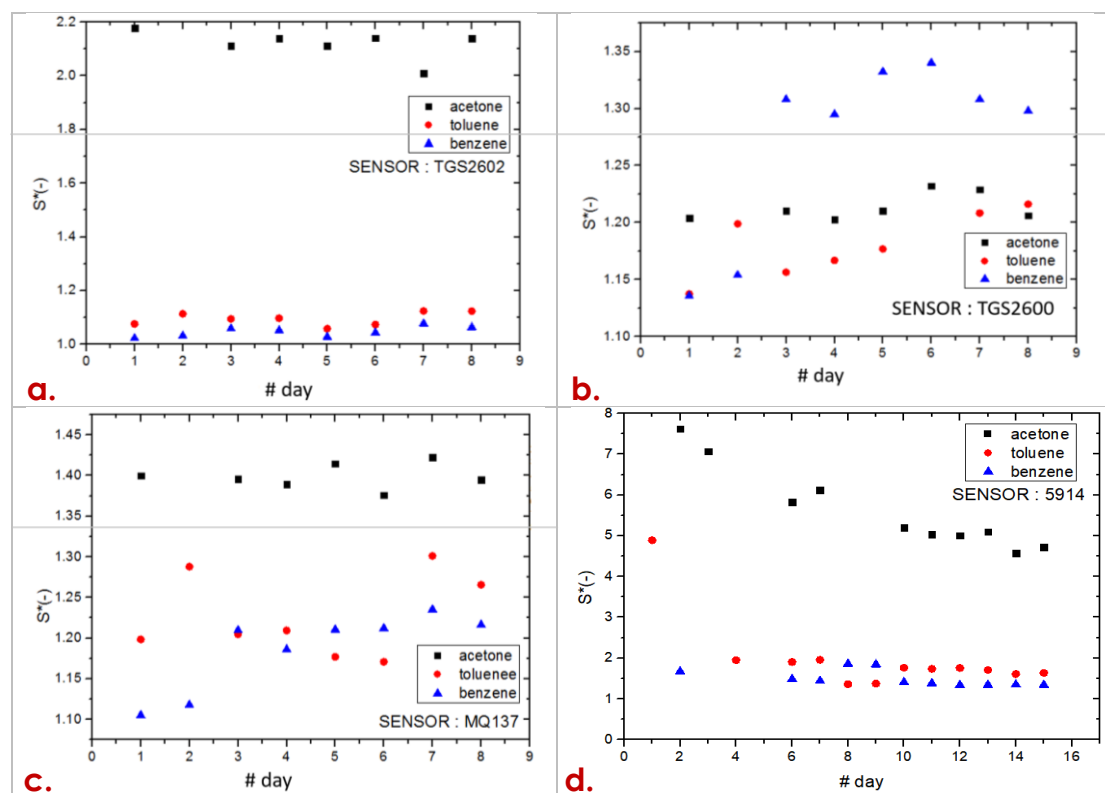 2.2
2.0
1.8
1.6
1.4
1.2
1.0
S*(-)
acetone
toluene
benzene
SENSOR : TGS2602
0 1 2 3 4 5 6 7 8 9
# day
a.
1.35
1.30
1.25
1.20
1.15
1.10
S*(-)
acetone
toluene
benzene
SENSOR : TGS2600
0 1 2 3 4 5 6 7 8 9
# day
b.
1.45
1.40
1.35
1.30
1.25
1.20
1.15
1.10
S*(-)
acetone
toluenee
benzene
SENSOR : MQ137
0 1 2 3 4 5 6 7 8 9
# day
c.
8
7
6
5
4
3
2
1
0
S*(-)
acetone
toluene
benzene
SENSOR : 5914
0 2 4 6 8 10 12 14 16
# day
d.